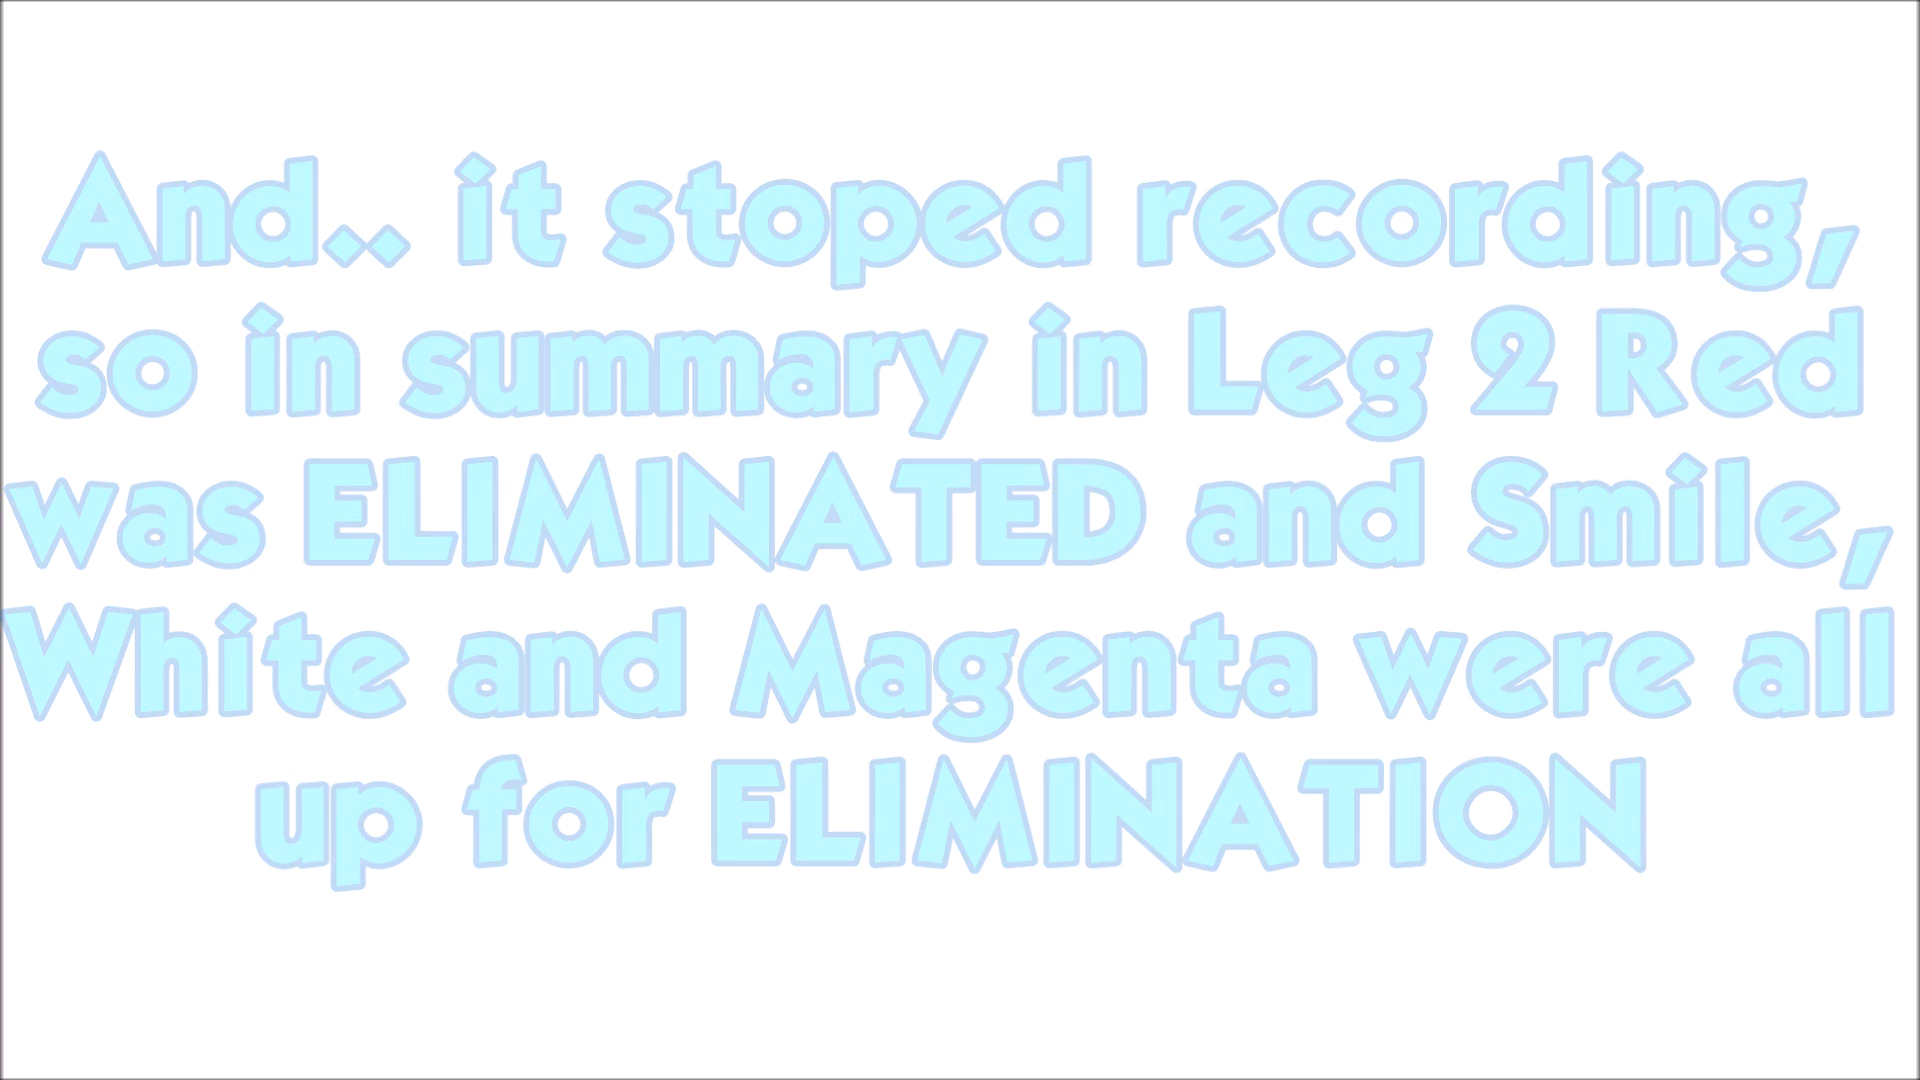 And.. it stoped recording,
so in summary in Leg 2 Red
was ELIMINATED and Smile,
White and Magenta were all
up for ELIMINATION